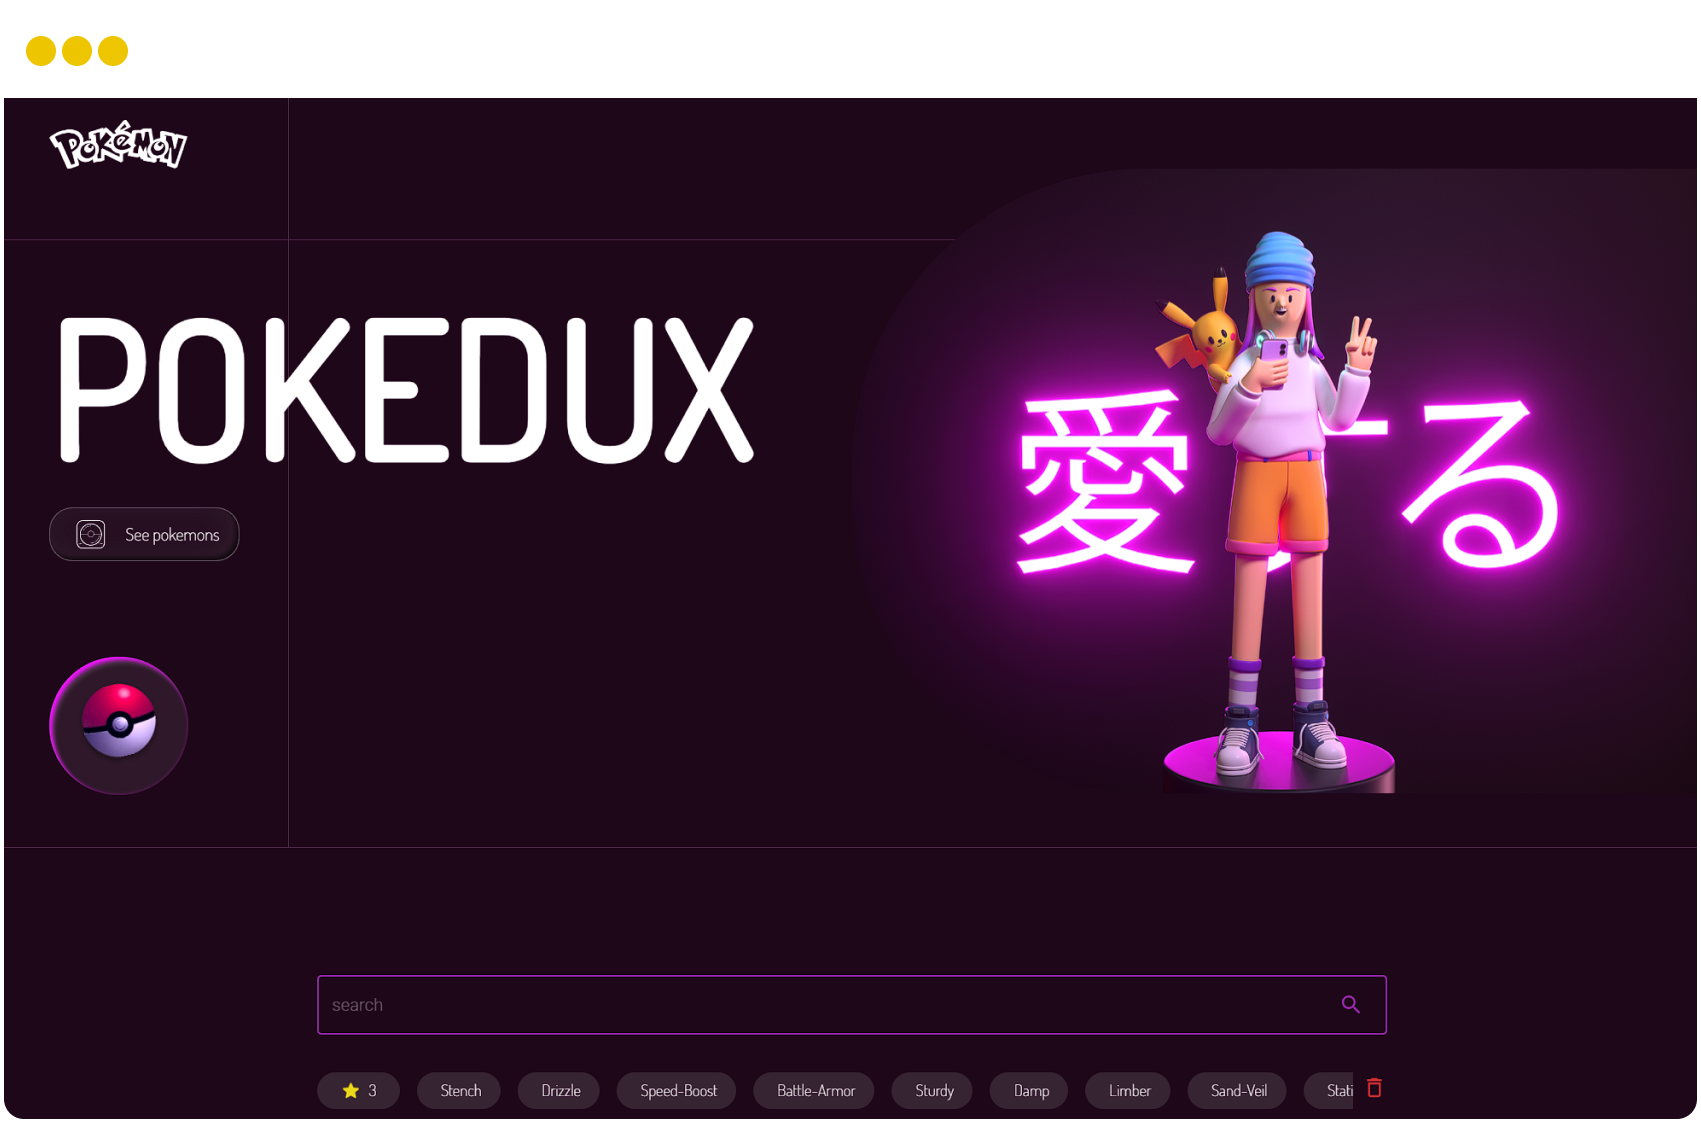 Pokémon
POKEDUX
愛する
See pokemons
search
3 Stench Drizzle Speed-Boost Battle-Armor Sturdy Damp Limber Sand-Veil Stati